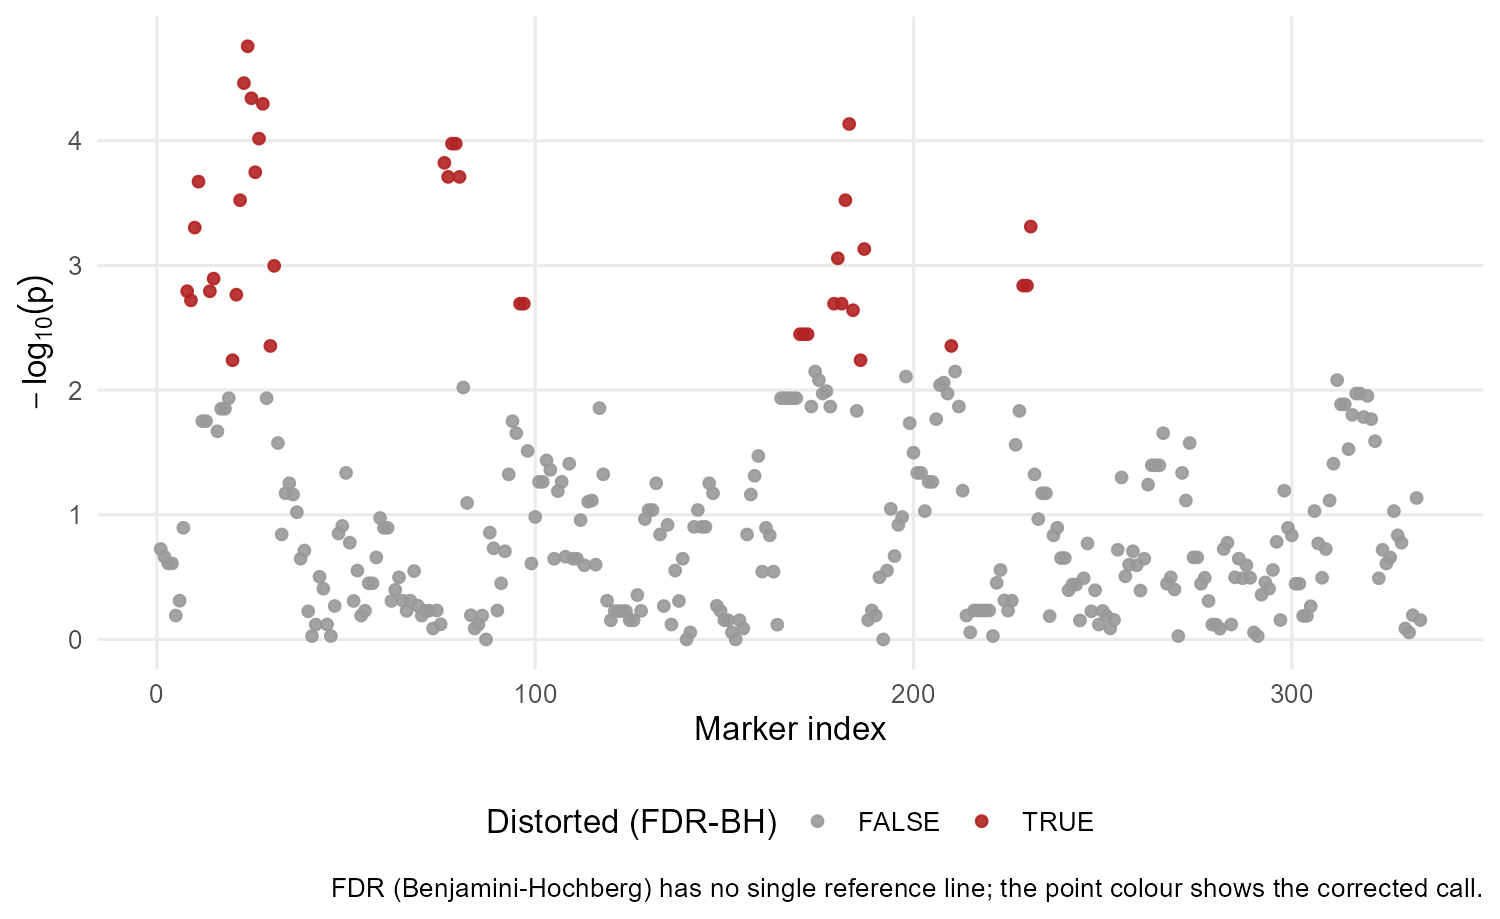 4
3
2
1
0
− log10(p)
0 100 200 300
Marker index
Distorted (FDR-BH) FALSE TRUE
FDR (Benjamini-Hochberg) has no single reference line; the point colour shows the corrected call.